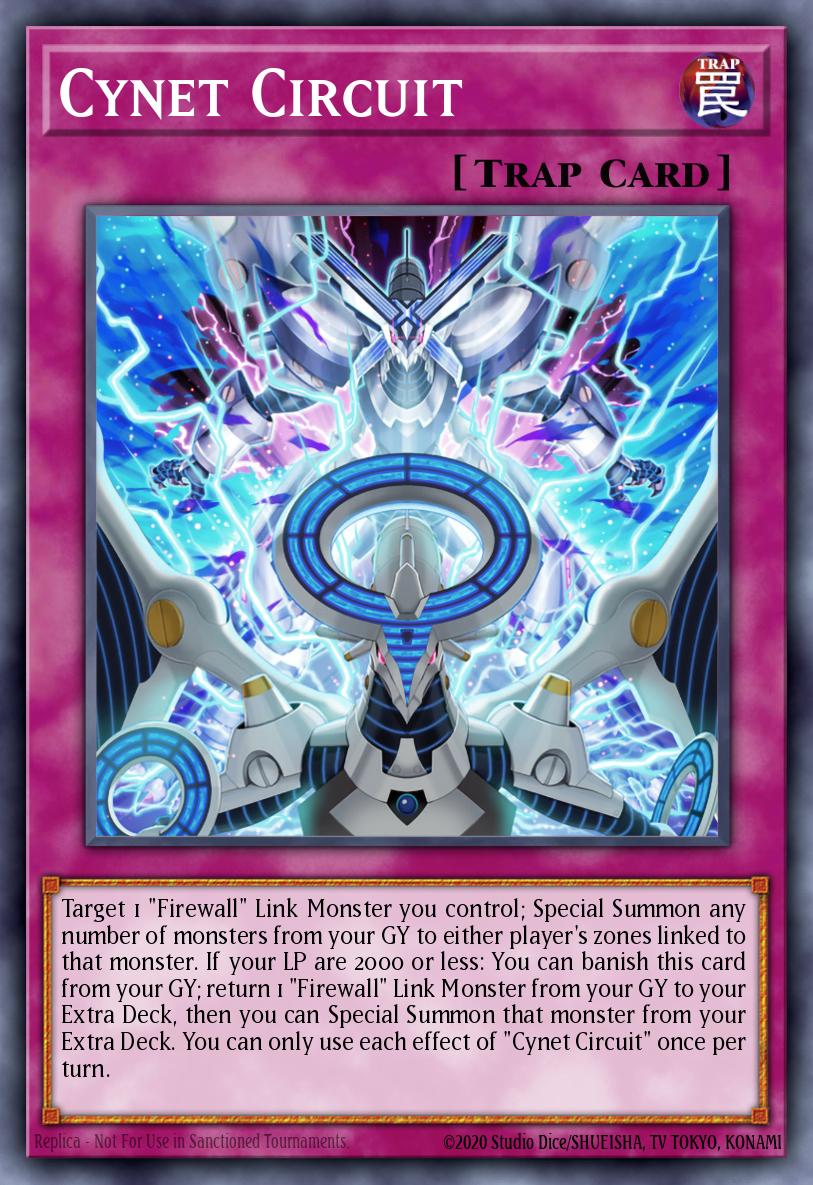 Cynet Circuit
TRAP
罠
[Trap Card]
Target 1 "Firewall" Link Monster you control; Special Summon any
number of monsters from your GY to either player's zones linked to
that monster. If your LP are 2000 or less: You can banish this card
from your GY; return 1 "Firewall" Link Monster from your GY to your
Extra Deck, then you can Special Summon that monster from your
Extra Deck. You can only use each effect of "Cynet Circuit" once per
turn.
Replica - Not For Use in Sanctioned Tournaments.
©2020 Studio Dice/SHUEISHA, TV TOKYO, KONAMI